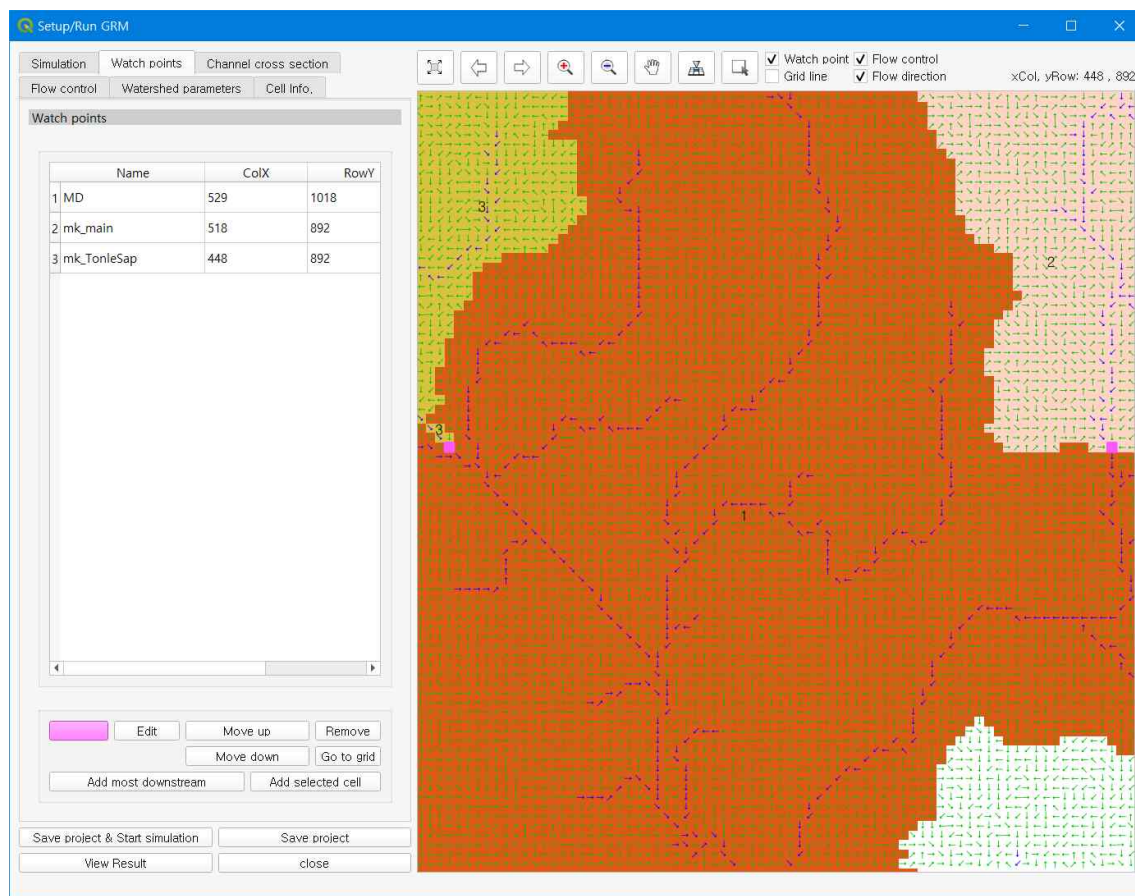 Setup/Run GRM
Simulation Watch points Channel cross section
Flow control Watershed parameters Cell Info.
Watch point Flow control
Grid line Flow direction xCol, yRow: 448 , 892
Watch points
Name ColX RowY
1 MD 529 1018
2 mk_main 518 892
3 mk_TonleSap 448 892
Edit Move up Remove
Move down Go to grid
Add most downstream Add selected cell
Save project & Start simulation Save project
View Result close
3
2
3
1